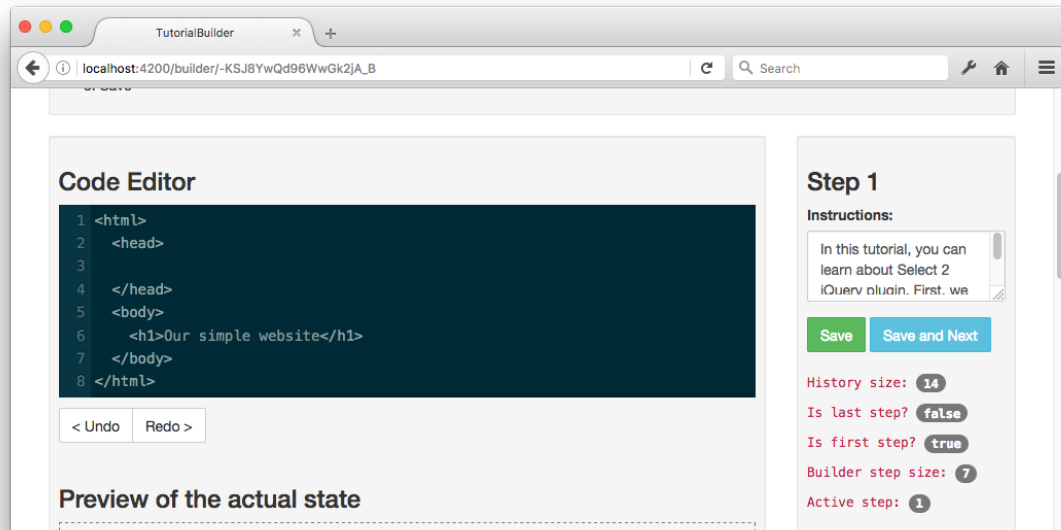 TutorialBuilder
localhost:4200/builder/-KSJ8YwQd96WwGk2jA_B
Search
Code Editor
1 <html>
2 <head>
3
4 </head>
5 <body>
6 <h1>Our simple website</h1>
7 </body>
8 </html>
< Undo Redo >
Preview of the actual state
Step 1
Instructions:
In this tutorial, you can
learn about Select 2
jQuery plugin. First, we
Save Save and Next
History size: 14
Is last step? false
Is first step? true
Builder step size: 7
Active step: 1